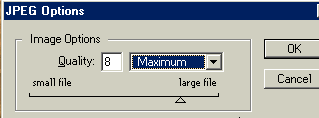 JPEG Options
Image Options
Quality: 8 Maximum
OK
small file large file
Cancel